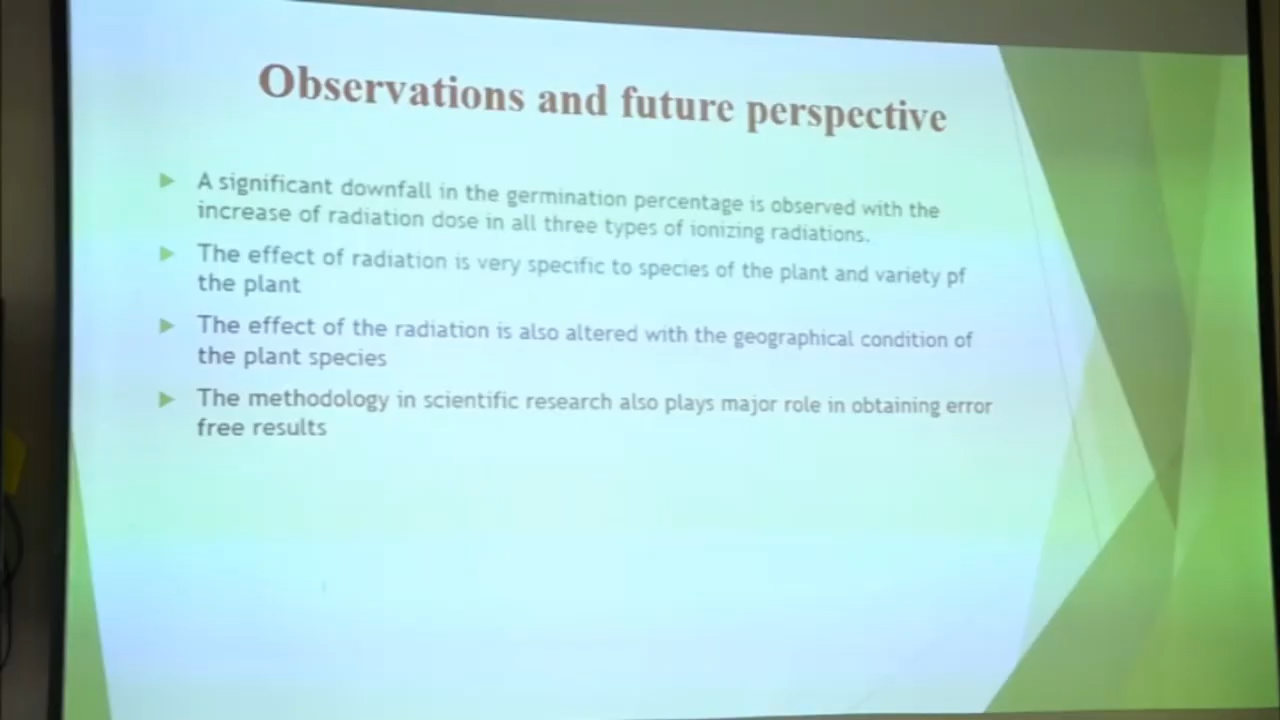 Observations and future perspective
A significant downfall in the germination percentage is observed with the
increase of radiation dose in all three types of ionizing radiations.
The effect of radiation is very specific to species of the plant and variety pf
the plant
The effect of the radiation is also altered with the geographical condition of
the plant species
The methodology in scientific research also plays major role in obtaining error
free results